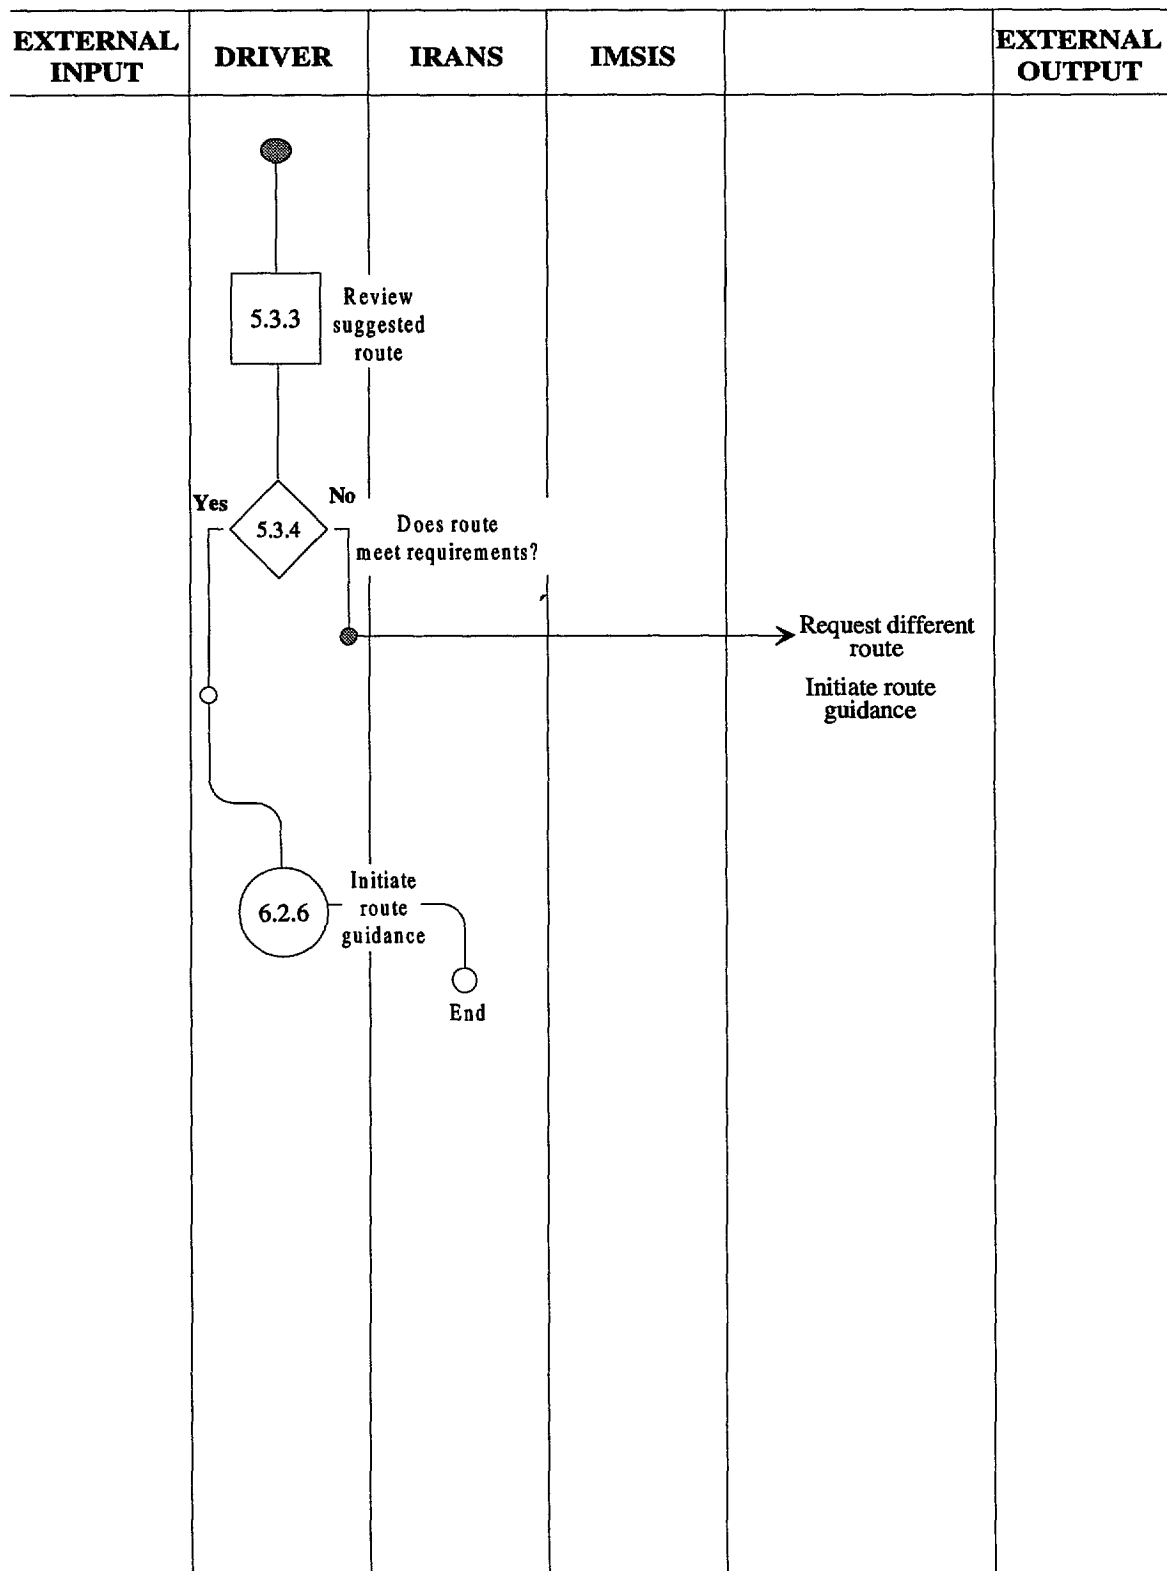 EXTERNAL
INPUT
DRIVER
IRANS
IMSIS
EXTERNAL
OUTPUT
5.3.3
Review
suggested
route
Yes
No
5.3.4
Does route
meet requirements?
Request different
route
Initiate route
guidance
6.2.6
Initiate
route
guidance
End